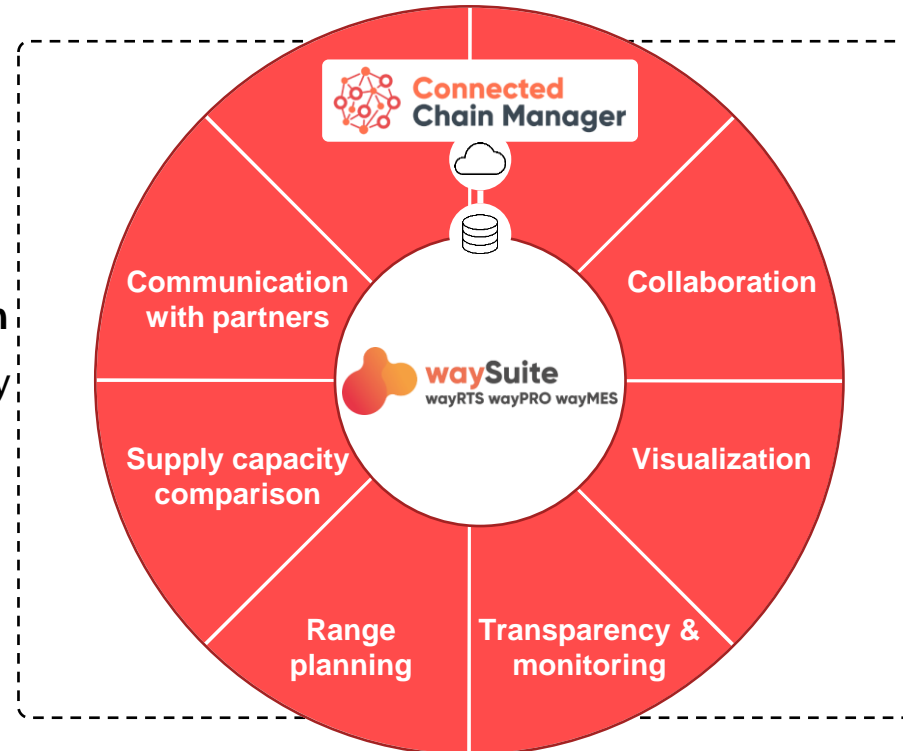 Connected
Chain Manager
Communication
with partners
Collaboration
waySuite
wayRTS wayPRO wayMES
Supply capacity
comparison
Visualization
Range
planning
Transparency &
monitoring